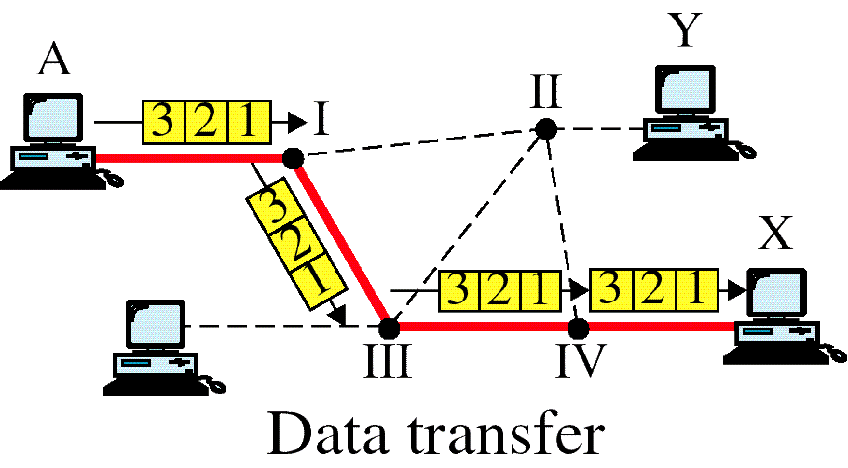 Y
A
II
3 2 1
I
3 2 1
X
3 2 1
3 2 1
III
IV
Data transfer